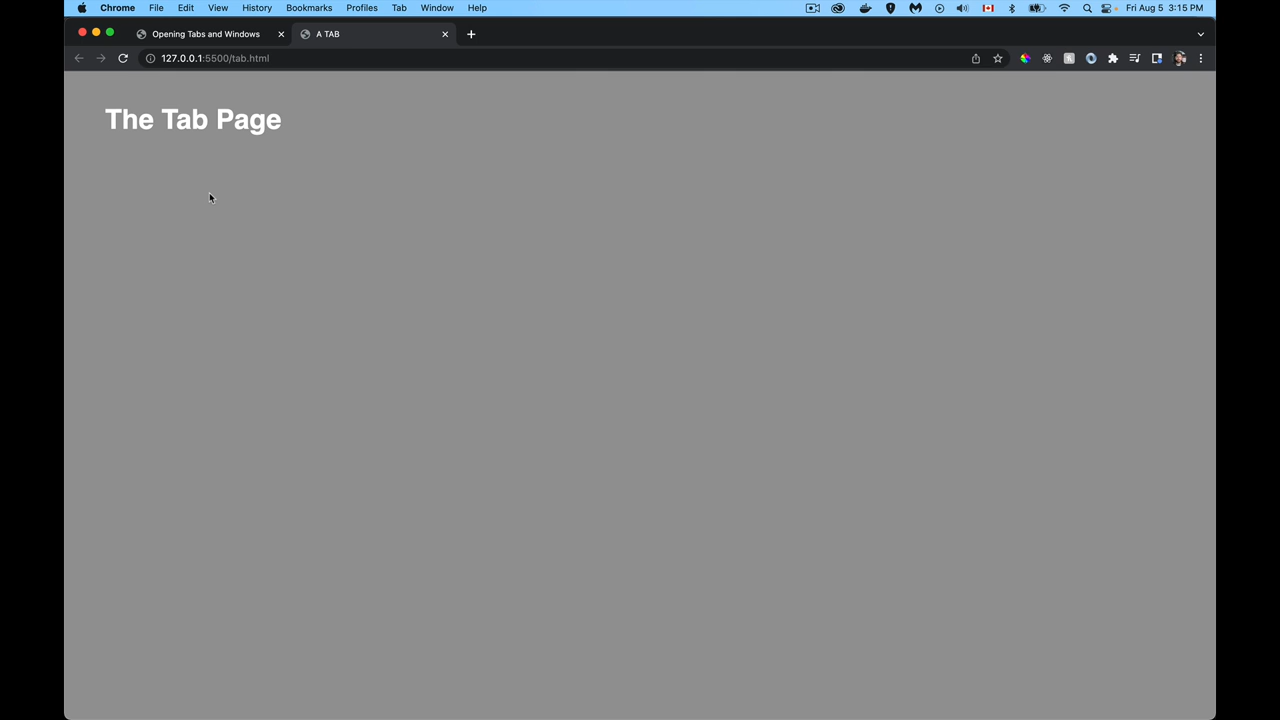 Chrome File Edit View History Bookmarks Profiles Tab Window Help Fri Aug 5 3:15 PM
Opening Tabs and Windows A TAB
127.0.0.1:5500/tab.html
The Tab Page